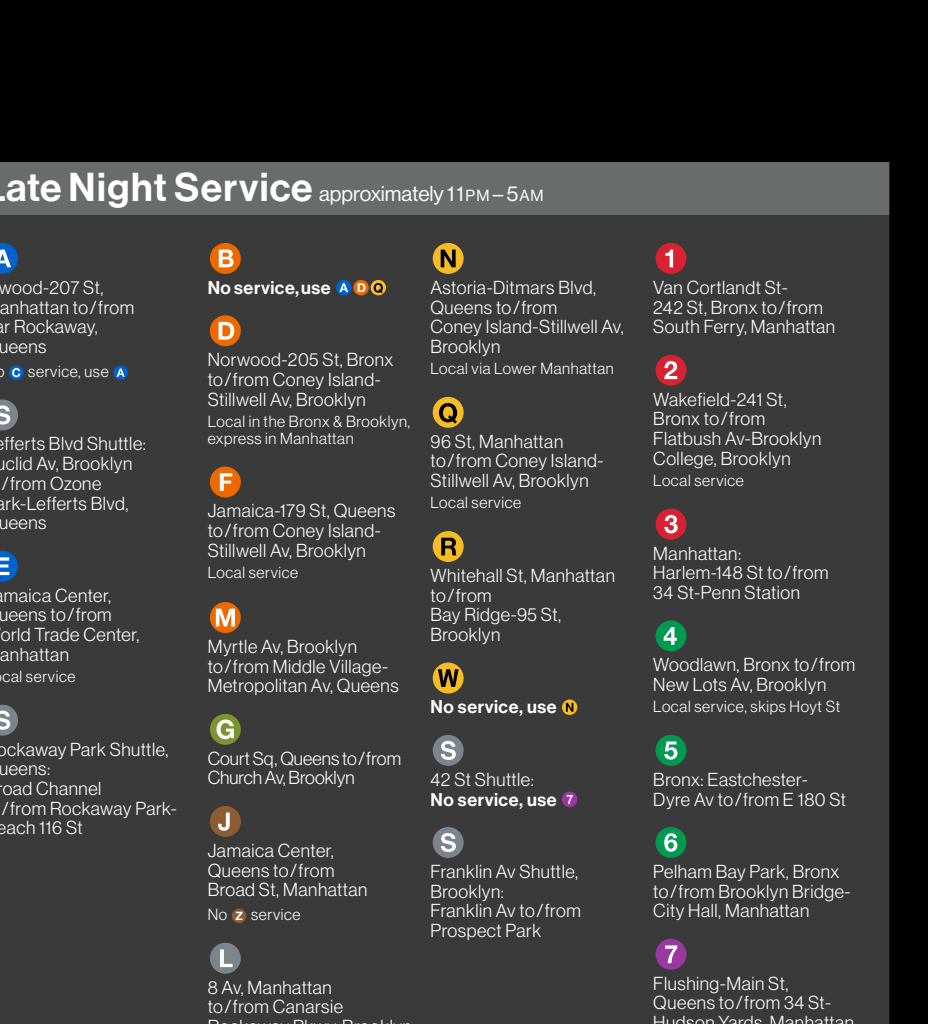 Late Night Service approximately 11PM – 5AM
A
wood-207 St,
anhattan to/from
ar Rockaway,
ueens
C service, use A
S
efferts Blvd Shuttle:
uclid Av, Brooklyn
/from Ozone
ark-Lefferts Blvd,
ueens
E
amaica Center,
ueens to/from
orld Trade Center,
anhattan
ocal service
S
ockaway Park Shuttle,
ueens:
road Channel
/from Rockaway Park-
each 116 St
B
No service, use A D Q
D
Norwood-205 St, Bronx
to/from Coney Island-
Stillwell Av, Brooklyn
Local in the Bronx & Brooklyn,
express in Manhattan
F
Jamaica-179 St, Queens
to/from Coney Island-
Stillwell Av, Brooklyn
Local service
M
Myrtle Av, Brooklyn
to/from Middle Village-
Metropolitan Av, Queens
G
Court Sq, Queens to/from
Church Av, Brooklyn
J
Jamaica Center,
Queens to/from
Broad St, Manhattan
No Z service
L
8 Av, Manhattan
to/from Canarsie
Rockaway Pkwy, Brooklyn
N
Astoria-Ditmars Blvd,
Queens to/from
Coney Island-Stillwell Av,
Brooklyn
Local via Lower Manhattan
Q
96 St, Manhattan
to/from Coney Island-
Stillwell Av, Brooklyn
Local service
R
Whitehall St, Manhattan
to/from
Bay Ridge-95 St,
Brooklyn
W
No service, use N
S
42 St Shuttle:
No service, use 7
S
Franklin Av Shuttle,
Brooklyn:
Franklin Av to/from
Prospect Park
1
Van Cortlandt St-
242 St, Bronx to/from
South Ferry, Manhattan
2
Wakefield-241 St,
Bronx to/from
Flatbush Av-Brooklyn
College, Brooklyn
Local service
3
Manhattan:
Harlem-148 St to/from
34 St-Penn Station
4
Woodlawn, Bronx to/from
New Lots Av, Brooklyn
Local service, skips Hoyt St
5
Bronx: Eastchester-
Dyre Av to/from E 180 St
6
Pelham Bay Park, Bronx
to/from Brooklyn Bridge-
City Hall, Manhattan
7
Flushing-Main St,
Queens to/from 34 St-
Hudson Yards, Manhattan